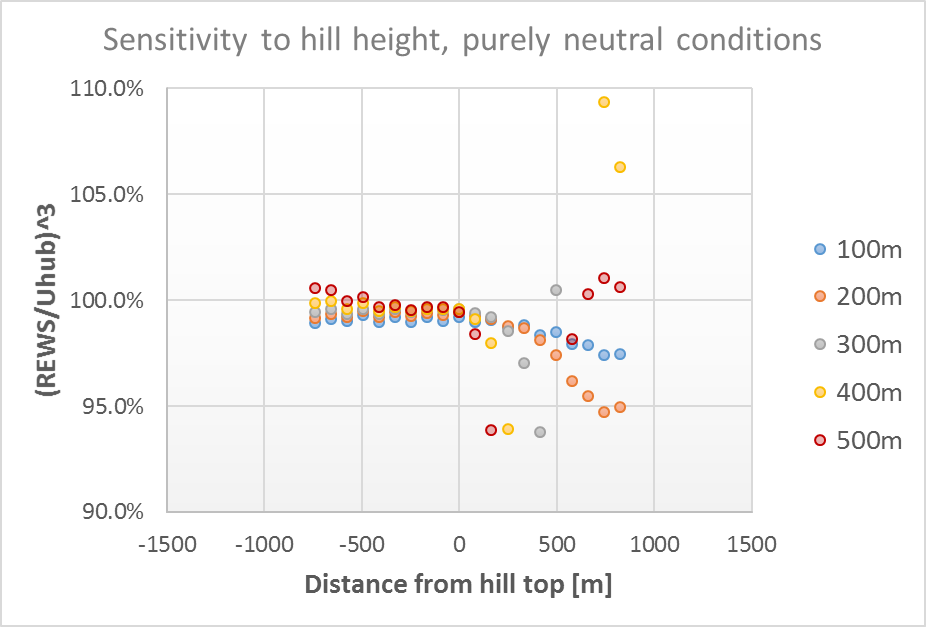 Sensitivity to hill height, purely neutral conditions
110.0%
105.0%
100.0%
95.0%
90.0%
(REWS/Uhub)^3
-1500 -1000 -500 0 500 1000 1500
Distance from hill top [m]
100m
200m
300m
400m
500m